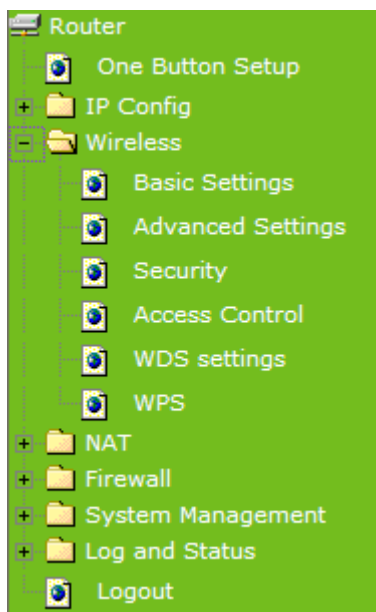 Router
One Button Setup
IP Config
Wireless
Basic Settings
Advanced Settings
Security
Access Control
WDS settings
WPS
NAT
Firewall
System Management
Log and Status
Logout